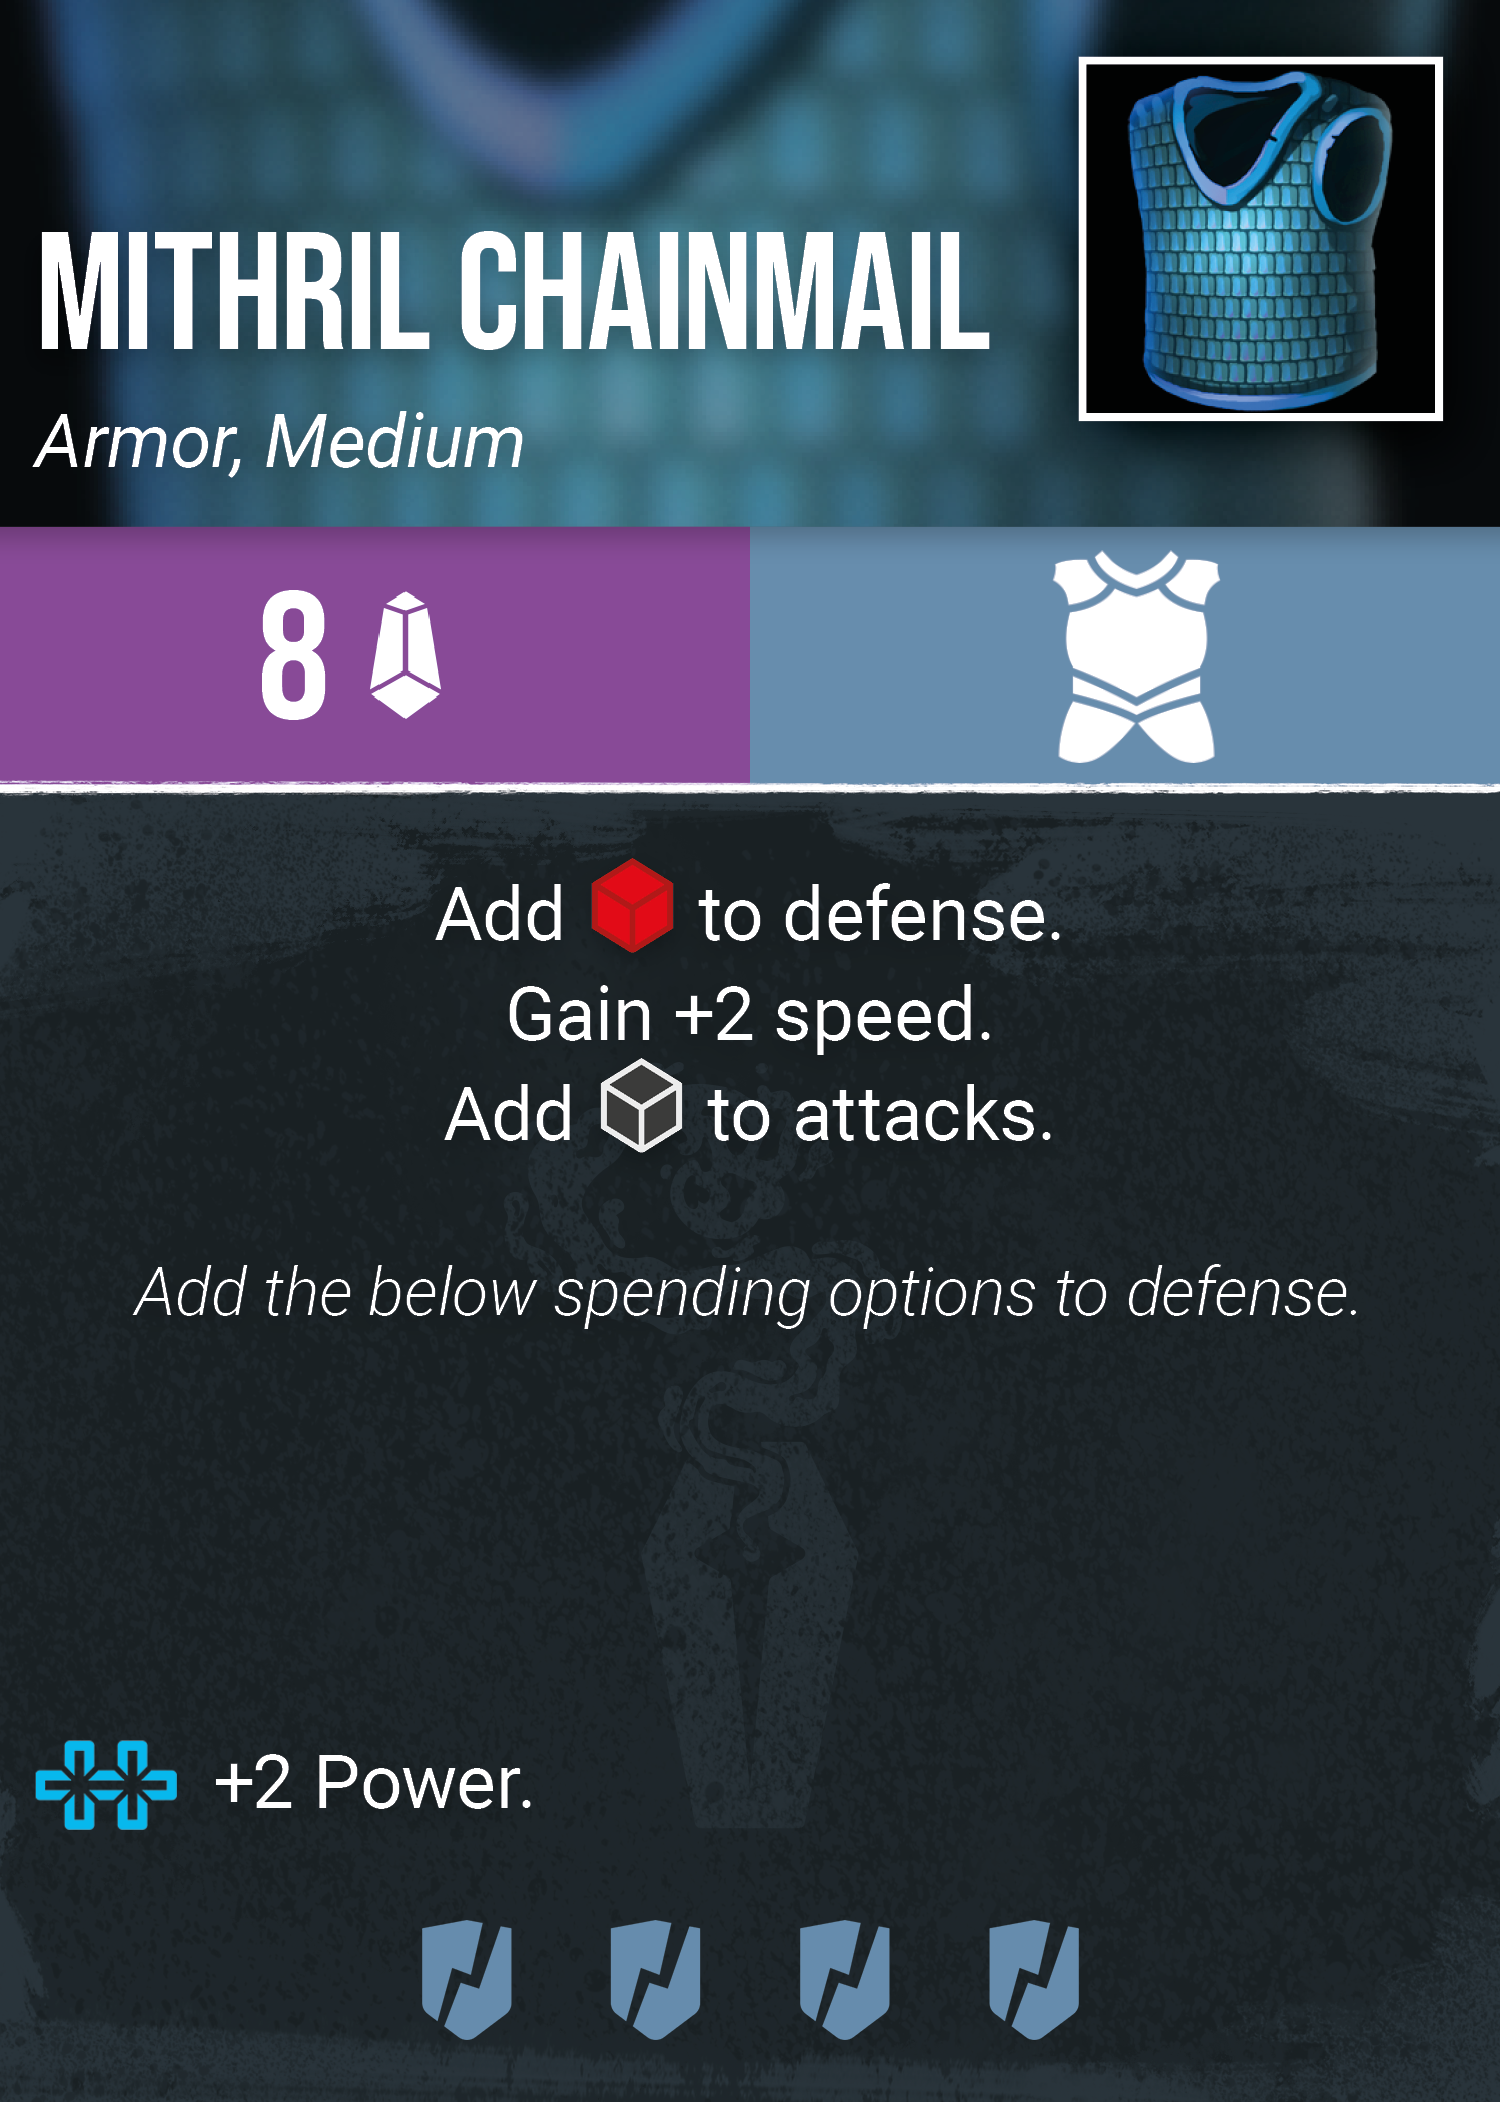 MITHRIL CHAINMAIL
Armor, Medium
8
Add to defense.
Gain +2 speed.
Add to attacks.
Add the below spending options to defense.
+2 Power.